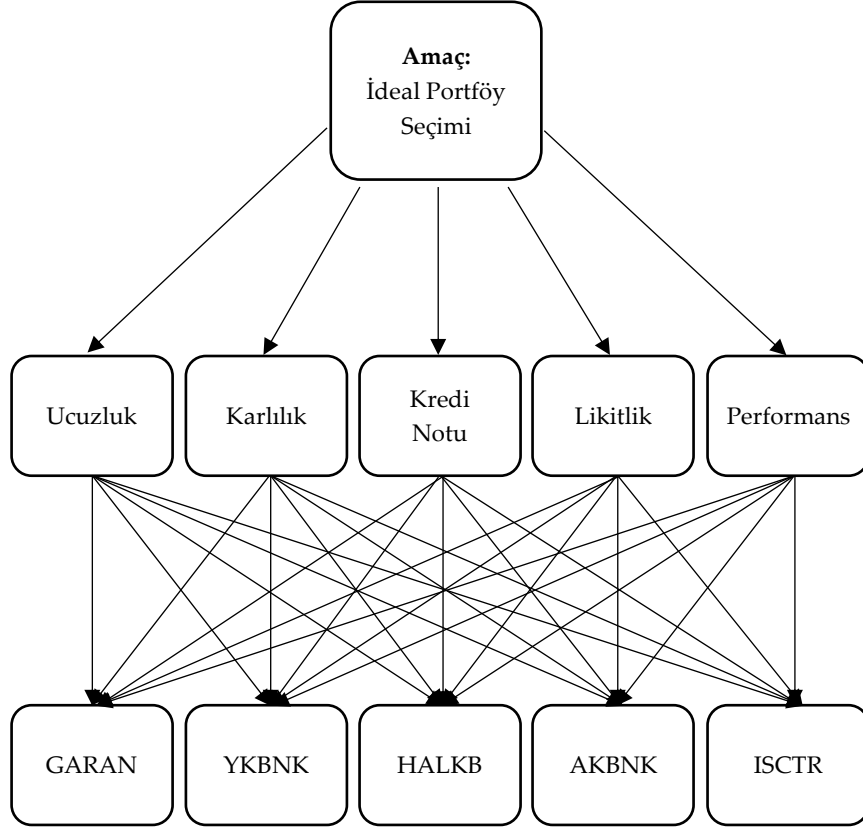 Amaç:
İdeal Portföy
Seçimi
Ucuzluk
Karlılık
Kredi
Notu
Likitlik
Performans
GARAN
YKBNK
HALKB
AKBNK
ISCTR